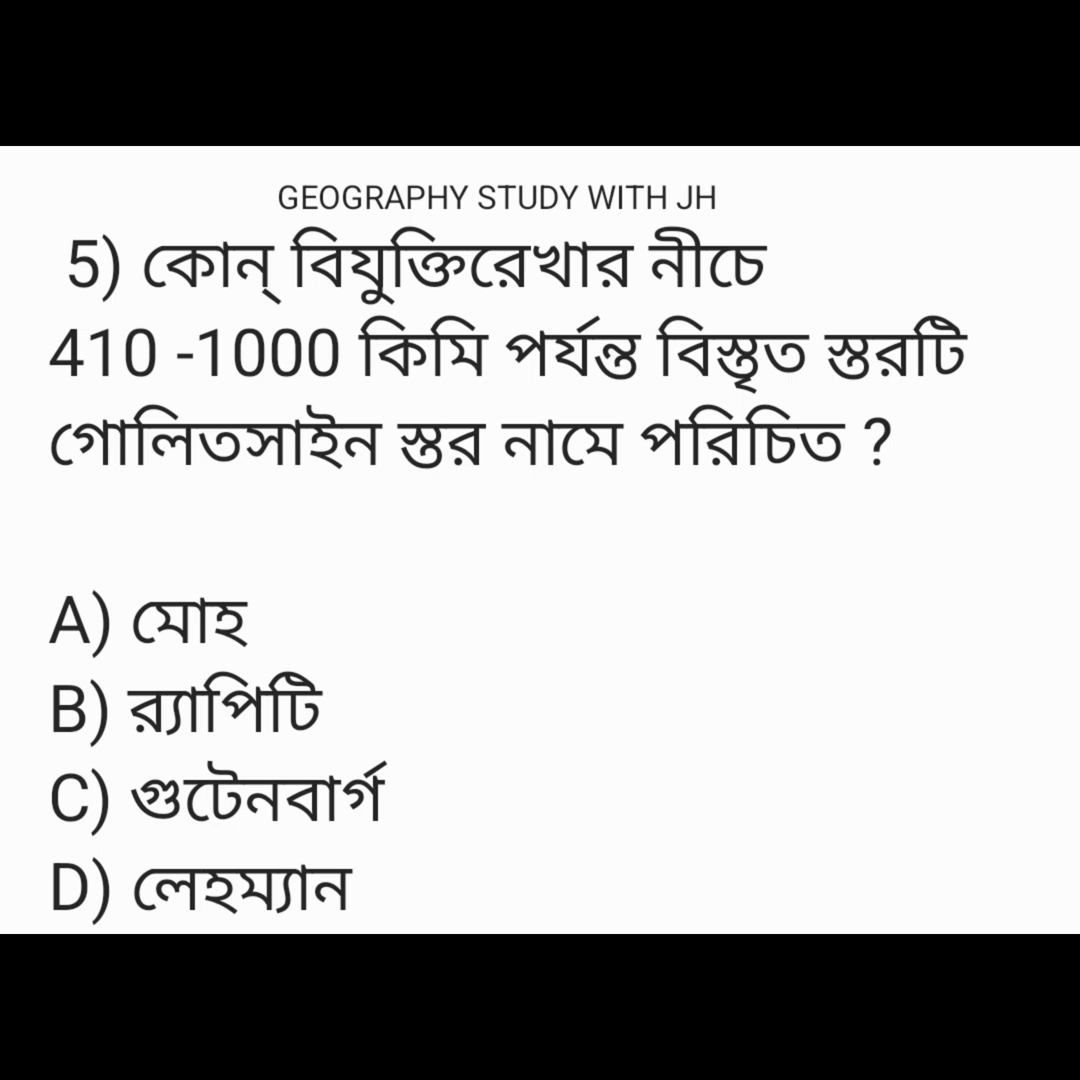 GEOGRAPHY STUDY WITH JH
5) কোন্ বিযুক্তিরেখার নীচে
410 -1000 কিমি পর্যন্ত বিস্তৃত স্তরটি
গোলিতসাইন স্তর নামে পরিচিত ?
A) মোহ
B) র‍্যাপিটি
C) গুটেনবার্গ
D) লেহম্যান